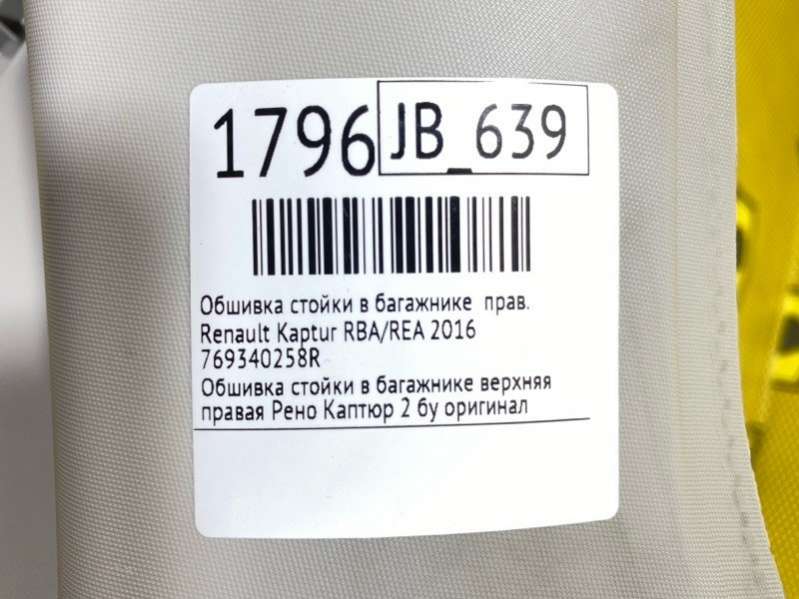 1796 JB_639
Обшивка стойки в багажнике прав.
Renault Kaptur RBA/REA 2016
769340258R
Обшивка стойки в багажнике верхняя
правая Рено Каптюр 2 бу оригинал